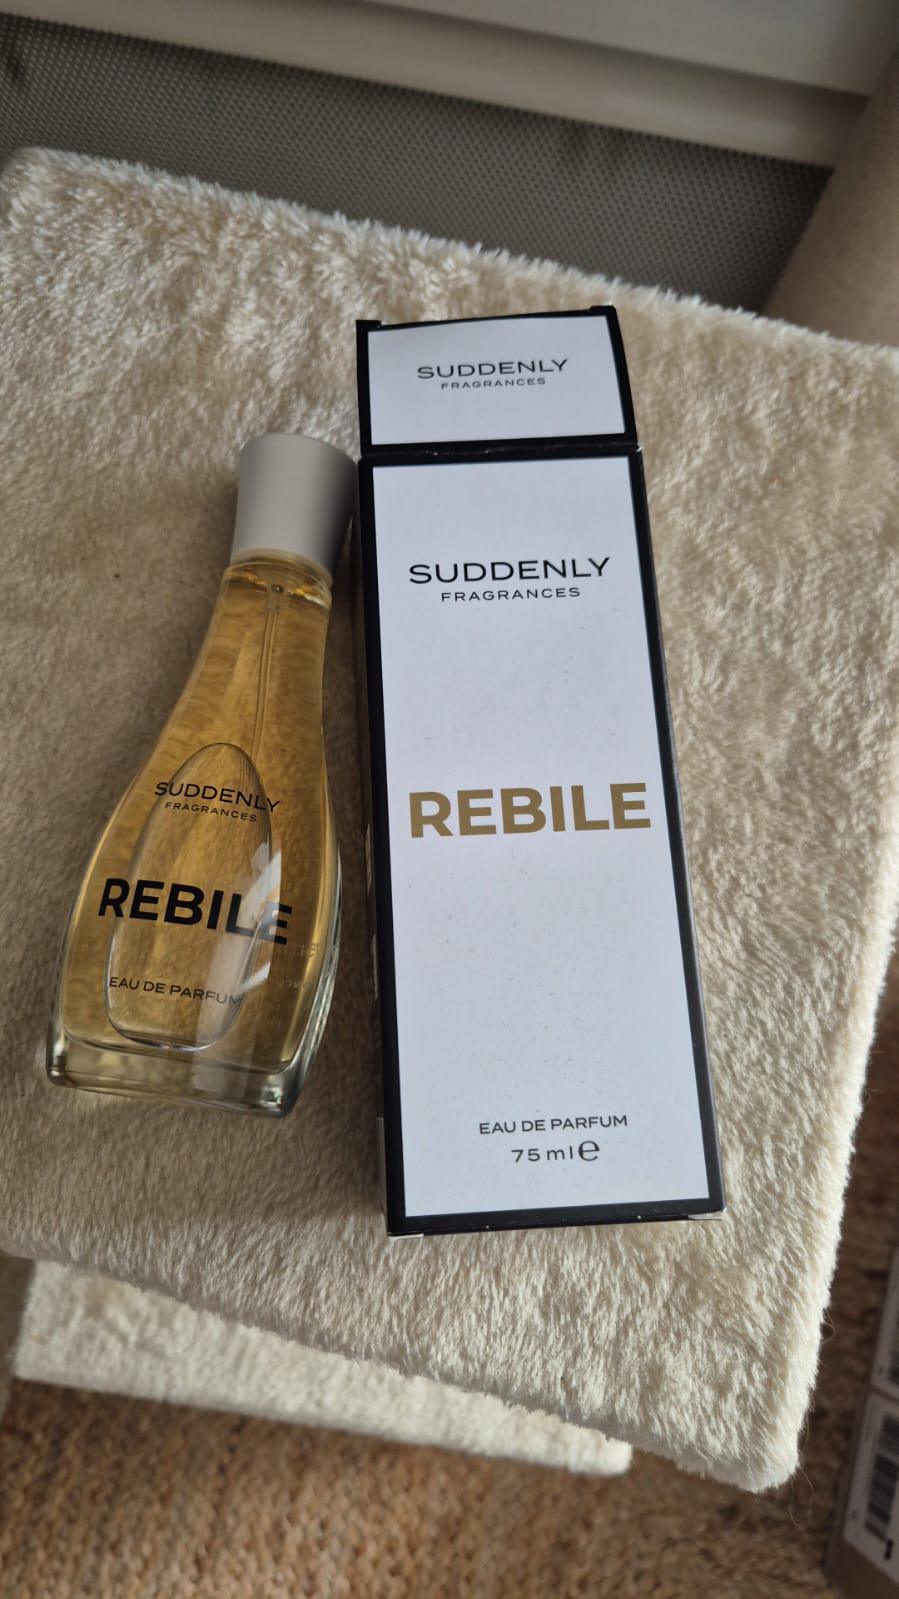 SUDDENLY
FRAGRANCES
SUDDENLY
FRAGRANCES
REBILE
EAU DE PARFUM
75 ml e
SUDDENLY
FRAGRANCES
REBILE
EAU DE PARFUM